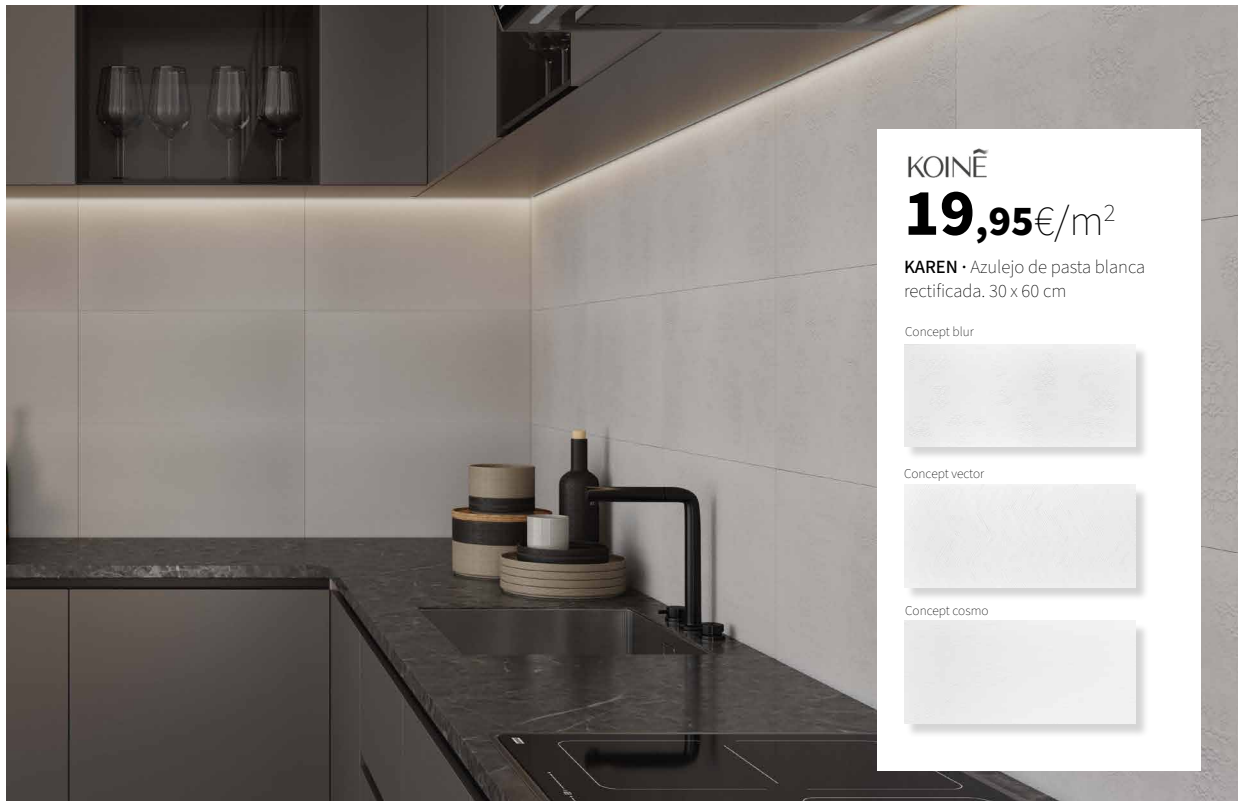 KOINÊ
19,95€/m²
KAREN · Azulejo de pasta blanca
rectificada. 30 x 60 cm
Concept blur
Concept vector
Concept cosmo